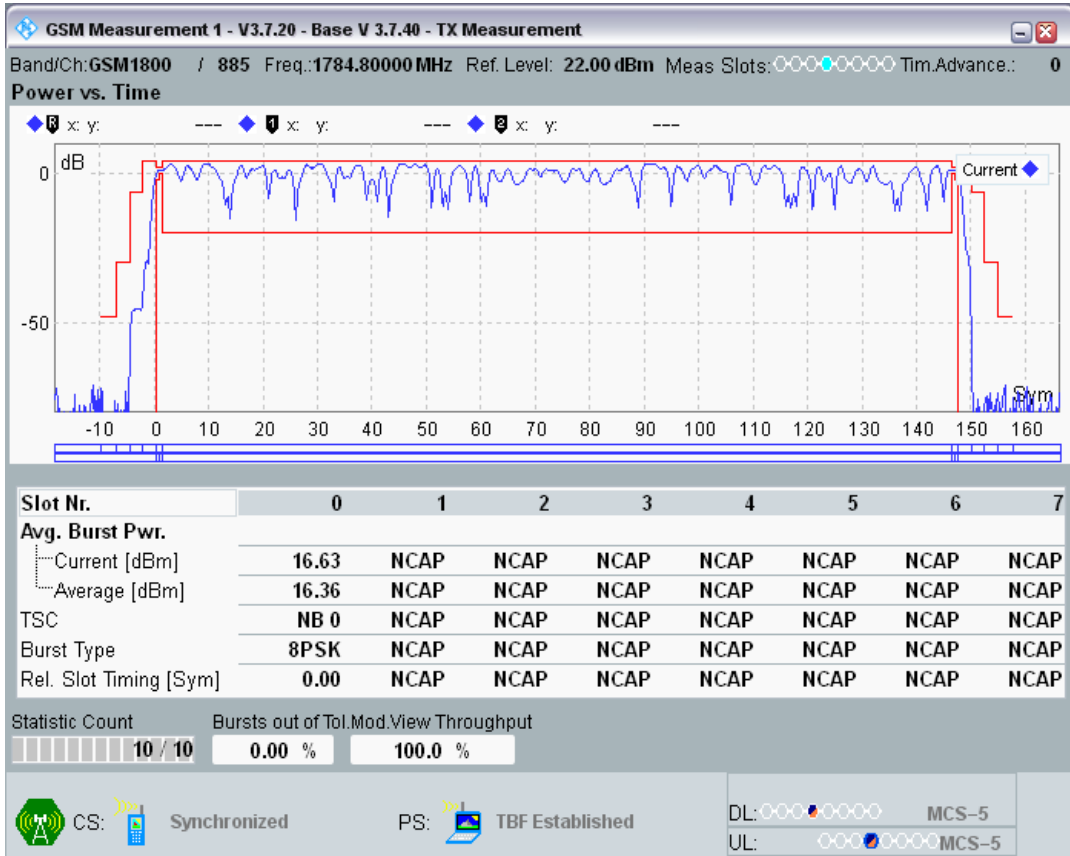 GSM Measurement 1 - V3.7.20 - Base V 3.7.40 - TX Measurement
Band/Ch:GSM1800 / 885 Freq.:1784.80000 MHz Ref. Level: 22.00 dBm Meas Slots: Tim.Advance.: 0
Power vs. Time
R x: y: --- 1 x: y: --- 2 x: y: ---
dB
0
Current
-50
Sym
-10 0 10 20 30 40 50 60 70 80 90 100 110 120 130 140 150 160
Slot Nr. 0 1 2 3 4 5 6 7
Avg. Burst Pwr.
Current [dBm] 16.63 NCAP NCAP NCAP NCAP NCAP NCAP NCAP
Average [dBm] 16.36 NCAP NCAP NCAP NCAP NCAP NCAP NCAP
TSC NB 0 NCAP NCAP NCAP NCAP NCAP NCAP NCAP
Burst Type 8PSK NCAP NCAP NCAP NCAP NCAP NCAP NCAP
Rel. Slot Timing [Sym] 0.00 NCAP NCAP NCAP NCAP NCAP NCAP NCAP
Statistic Count Bursts out of Tol.Mod.View Throughput
10 / 10 0.00 % 100.0 %
CS: Synchronized PS: TBF Established
DL: MCS-5
UL: MCS-5